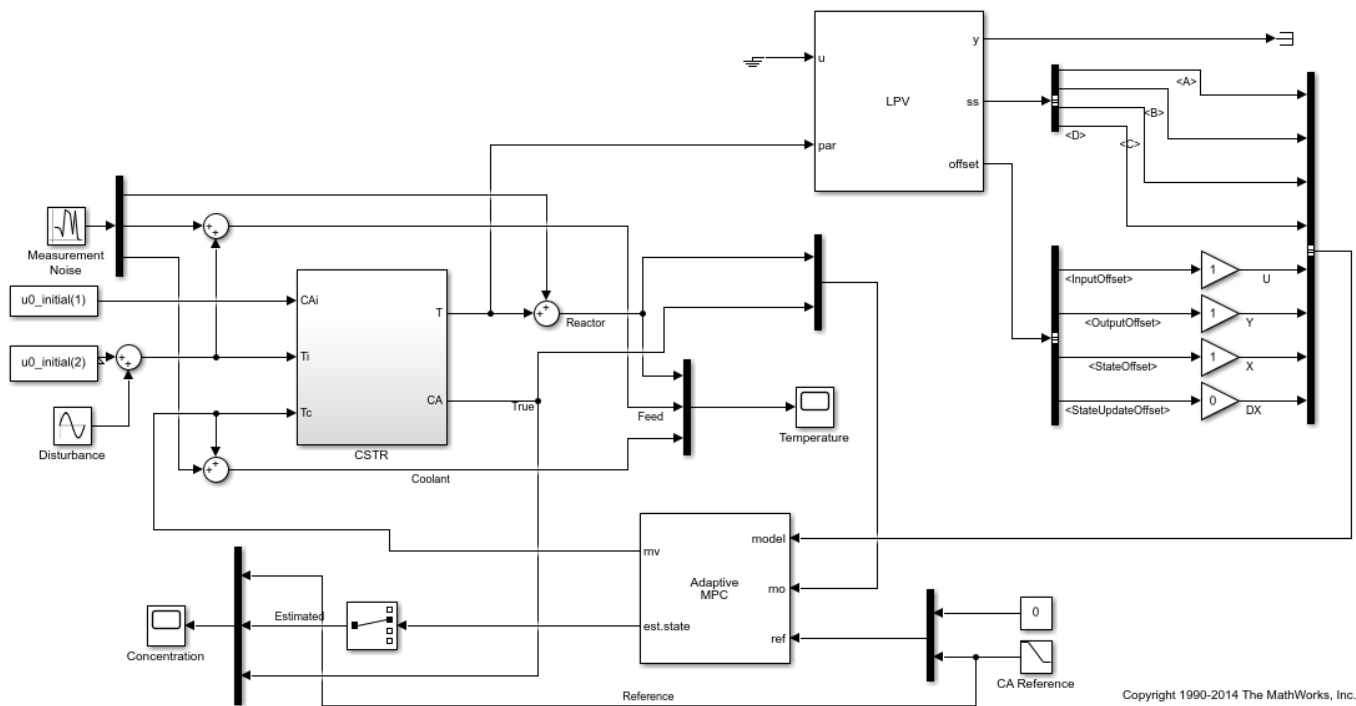 y
u
<A>
LPV
ss
<B>
<D>
<C>
par
offset
Measurement
Noise
<InputOffset>
1
U
u0_initial(1)
CAi
T
Reactor
<OutputOffset>
1
Y
u0_initial(2)
Ti
<StateOffset>
1
X
CA
True
Tc
Feed
<StateUpdateOffset>
0
DX
Temperature
Disturbance
CSTR
Coolant
model
mv
Adaptive
MPC
mo
Estimated
est.state
ref
0
Concentration
CA Reference
Reference
Copyright 1990-2014 The MathWorks, Inc.